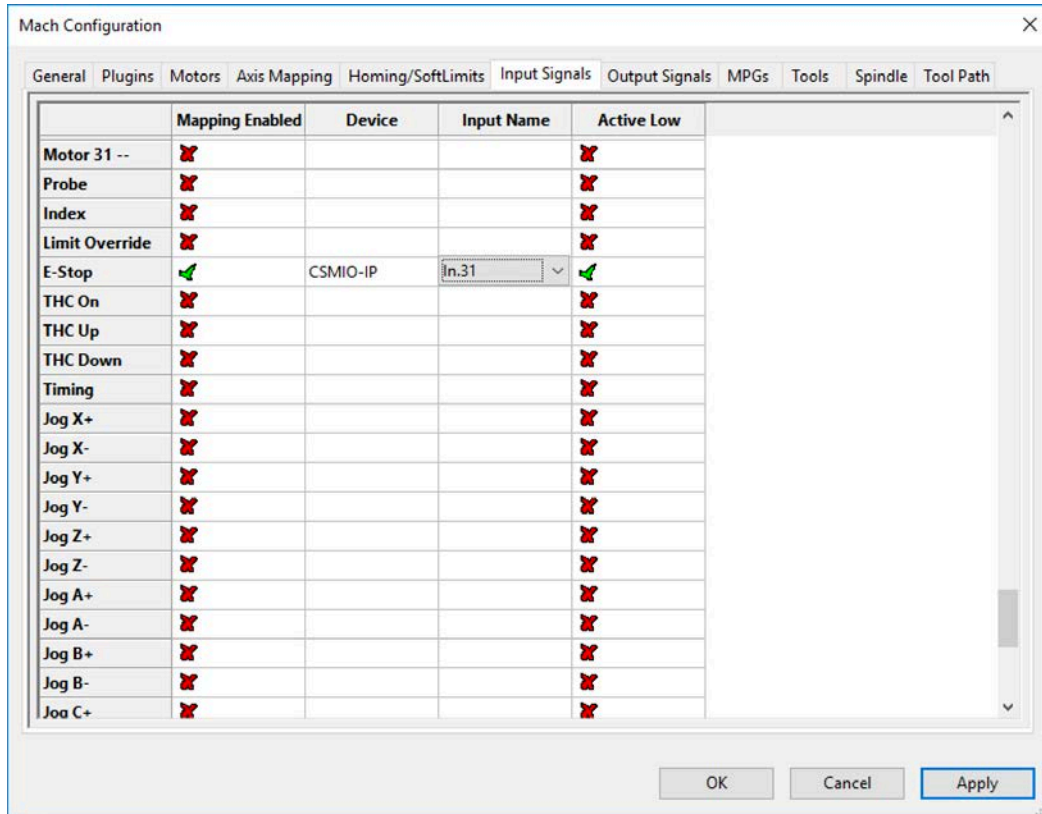 Mach Configuration
General Plugins Motors Axis Mapping Homing/SoftLimits Input Signals Output Signals MPGs Tools Spindle Tool Path
Mapping Enabled Device Input Name Active Low
Motor 31 --
Probe
Index
Limit Override
E-Stop CSMIO-IP In.31
THC On
THC Up
THC Down
Timing
Jog X+
Jog X-
Jog Y+
Jog Y-
Jog Z+
Jog Z-
Jog A+
Jog A-
Jog B+
Jog B-
Jog C+
OK Cancel Apply